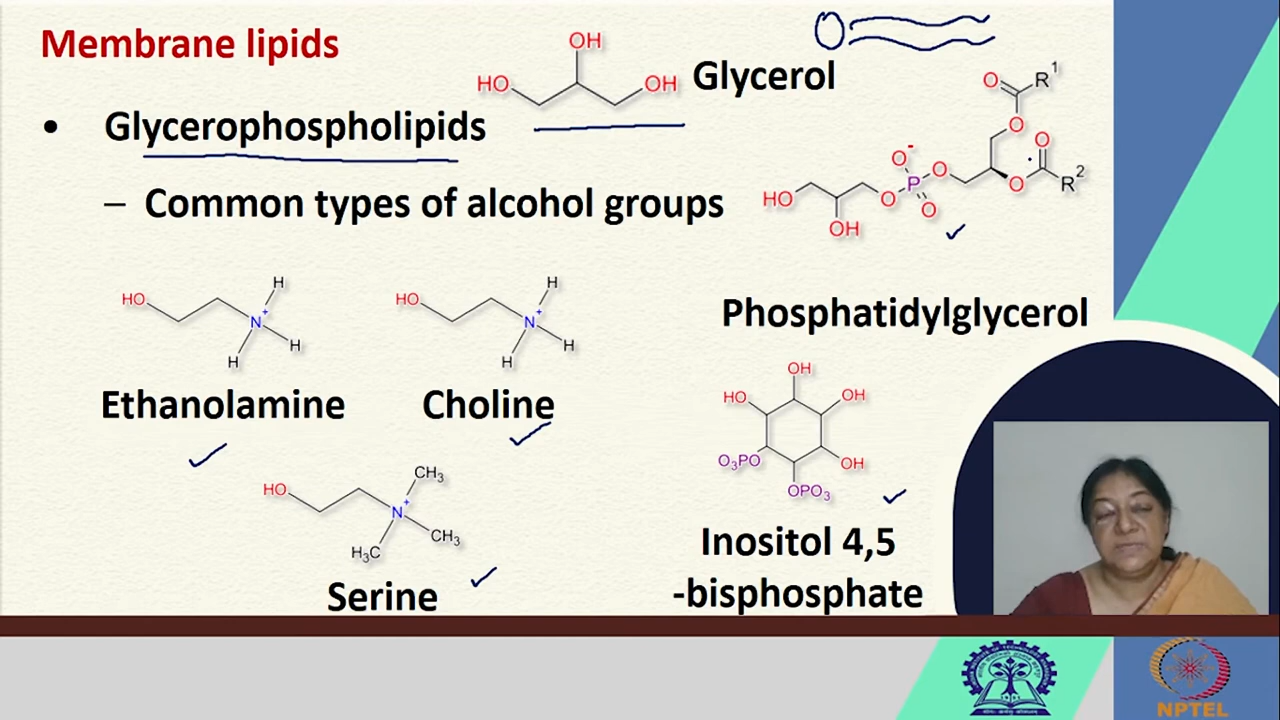 Membrane lipids
OH
HO
OH
Glycerol
• Glycerophospholipids
– Common types of alcohol groups
O
R1
O
O
O-
P
O
O
O
R2
HO
O
OH
Phosphatidylglycerol
HO
H
N+
H
H
Ethanolamine
HO
H
N+
H
H
Choline
HO
CH3
N+
CH3
H3C
Serine
OH
HO
OH
O3PO
OH
OPO3
Inositol 4,5
-bisphosphate
NPTEL